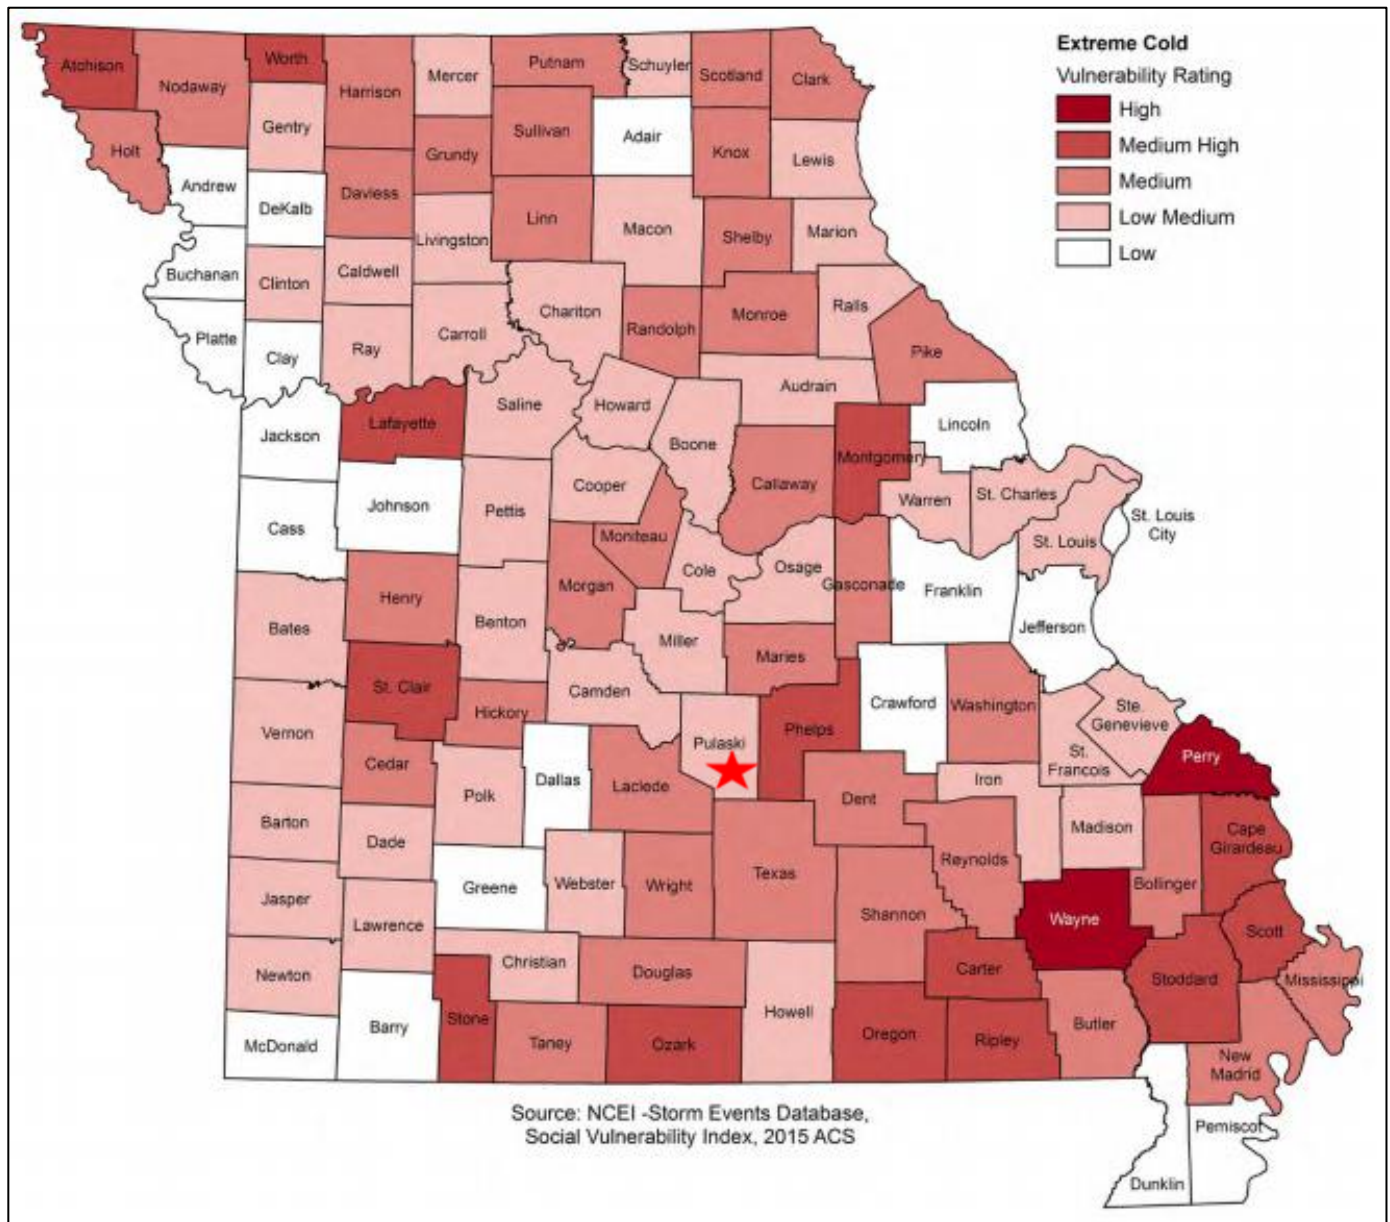 Extreme Cold
Vulnerability Rating
High
Medium High
Medium
Low Medium
Low
Atchison
Nodaway
Worth
Harrison
Mercer
Putnam
Schuyler
Scotland
Clark
Holt
Gentry
Andrew
DeKalb
Daviess
Grundy
Sullivan
Adair
Knox
Lewis
Buchanan
Clinton
Caldwell
Livingston
Linn
Macon
Shelby
Marion
Platte
Clay
Ray
Carroll
Chariton
Randolph
Monroe
Ralls
Pike
Jackson
Lafayette
Saline
Howard
Boone
Audrain
Lincoln
Cass
Johnson
Pettis
Cooper
Callaway
Montgomery
Warren
St. Charles
St. Louis
City
St. Louis
Bates
Henry
Benton
Morgan
Moniteau
Cole
Osage
Gasconade
Franklin
Jefferson
Vernon
St. Clair
Hickory
Camden
Miller
Maries
Phelps
Crawford
Washington
St.
Francois
Ste.
Genevieve
Perry
Barton
Cedar
Polk
Dallas
Laclede
Pulaski
Dent
Iron
Madison
Cape
Girardeau
Jasper
Dade
Greene
Webster
Wright
Texas
Shannon
Reynolds
Wayne
Bollinger
Scott
Newton
Lawrence
Christian
Douglas
Howell
Carter
Stoddard
Mississippi
McDonald
Barry
Stone
Taney
Ozark
Oregon
Ripley
Butler
New
Madrid
Pemiscot
Dunklin
Source: NCEI -Storm Events Database,
Social Vulnerability Index, 2015 ACS